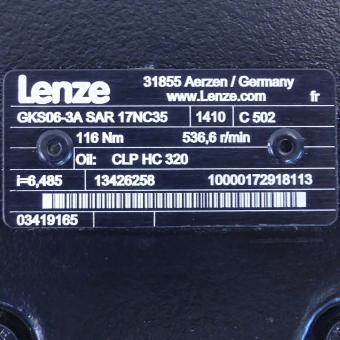 Lenze
31855 Aerzen / Germany
www.Lenze.com fr
GKS06-3A SAR 17NC35 1410 C 502
116 Nm 536,6 r/min
Oil: CLP HC 320
i=6,485 13426258 10000172918113
03419165